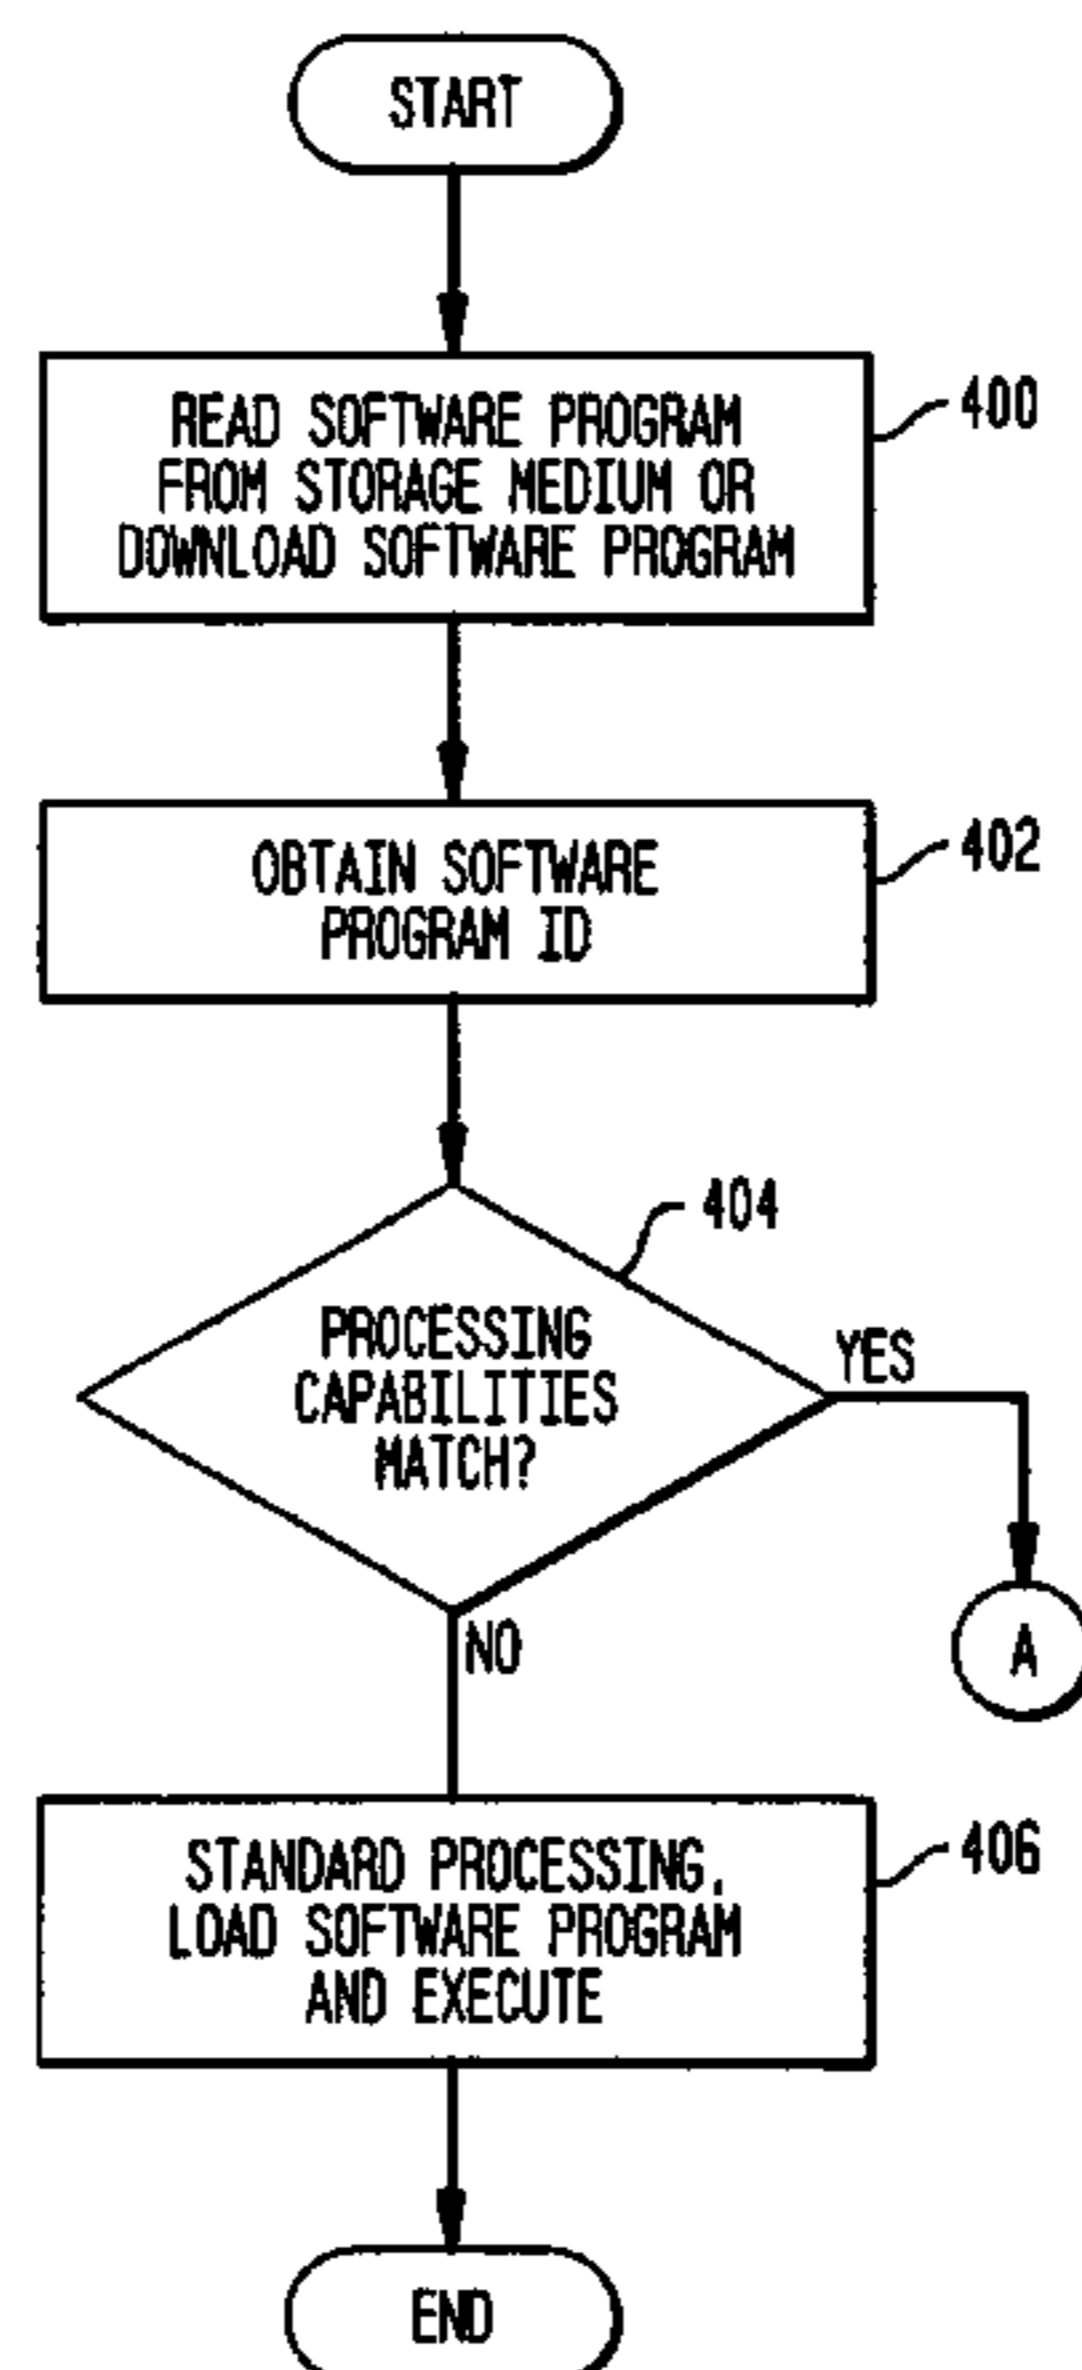 START
READ SOFTWARE PROGRAM
FROM STORAGE MEDIUM OR
DOWNLOAD SOFTWARE PROGRAM
400
OBTAIN SOFTWARE
PROGRAM ID
402
404
PROCESSING
CAPABILITIES
MATCH?
YES
NO
A
STANDARD PROCESSING,
LOAD SOFTWARE PROGRAM
AND EXECUTE
406
END